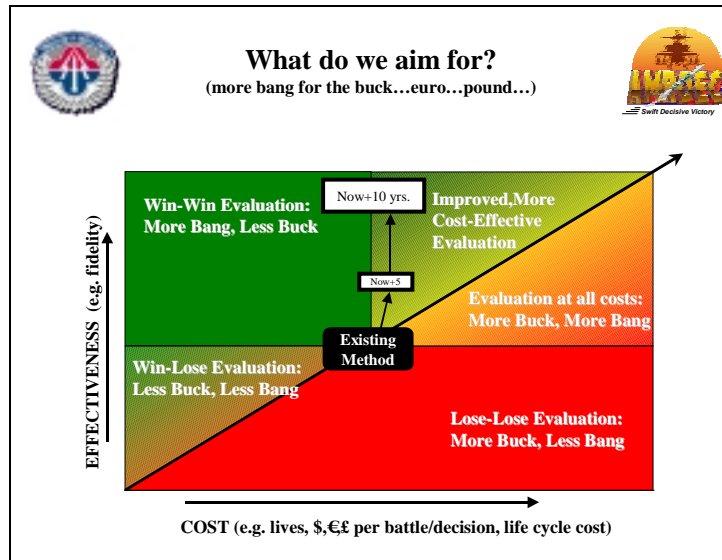 What do we aim for?
(more bang for the buck…euro…pound…)
Swift Decisive Victory
Win-Win Evaluation:
More Bang, Less Buck
Now+10 yrs.
Improved,More
Cost-Effective
Evaluation
Now+5
Evaluation at all costs:
More Buck, More Bang
Existing
Method
Win-Lose Evaluation:
Less Buck, Less Bang
Lose-Lose Evaluation:
More Buck, Less Bang
EFFECTIVENESS (e.g. fidelity)
COST (e.g. lives, $,€,£ per battle/decision, life cycle cost)